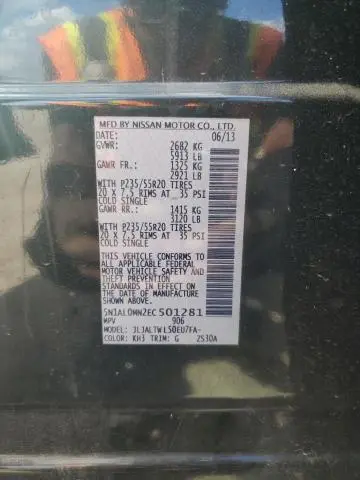 MFD BY NISSAN MOTOR CO., LTD.
DATE: 06/13
GVWR: 2682 KG
5913 LB
GAWR FR.: 1325 KG
2921 LB
WITH P235/55R20 TIRES
20 X 7.5 RIMS AT 35 PSI
COLD SINGLE
GAWR RR.: 1415 KG
3120 LB
WITH P235/55R20 TIRES
20 X 7.5 RIMS AT 35 PSI
COLD SINGLE
THIS VEHICLE CONFORMS TO
ALL APPLICABLE FEDERAL
MOTOR VEHICLE SAFETY AND
THEFT PREVENTION
STANDARDS IN EFFECT ON THE
DATE OF MANUFACTURE
5N1AL0MN2EC501281
MPV 906
MODEL: JLJALTWL50EU7FA-
COLOR: KH3 TRIM: G ZS30A